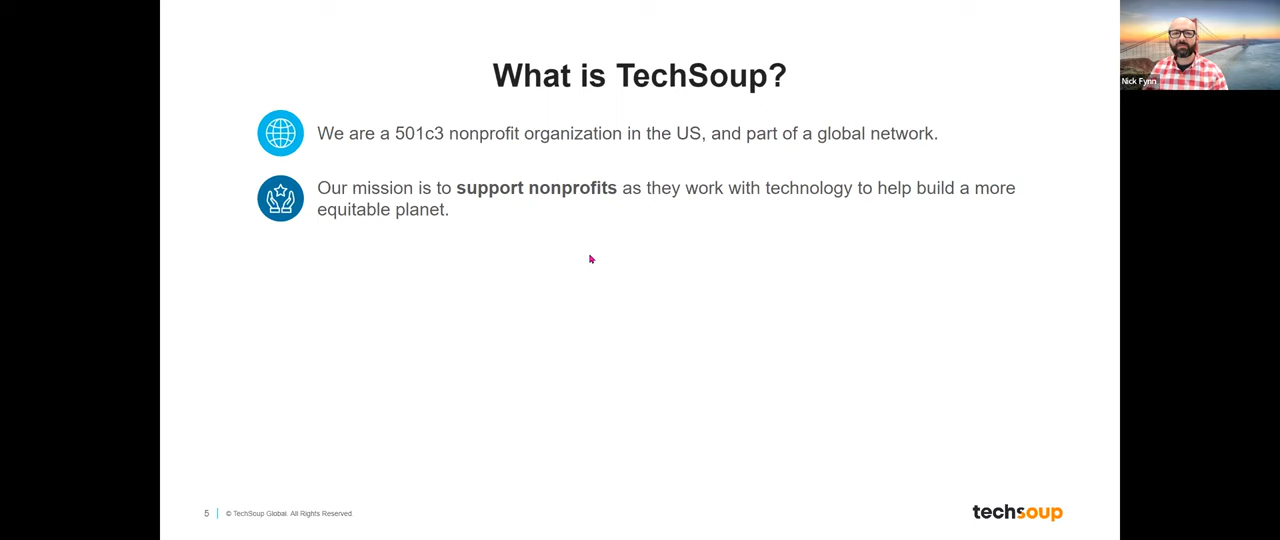 What is TechSoup?
Nick Fynn
We are a 501c3 nonprofit organization in the US, and part of a global network.
Our mission is to support nonprofits as they work with technology to help build a more
equitable planet.
5 | © TechSoup Global. All Rights Reserved.
techsoup